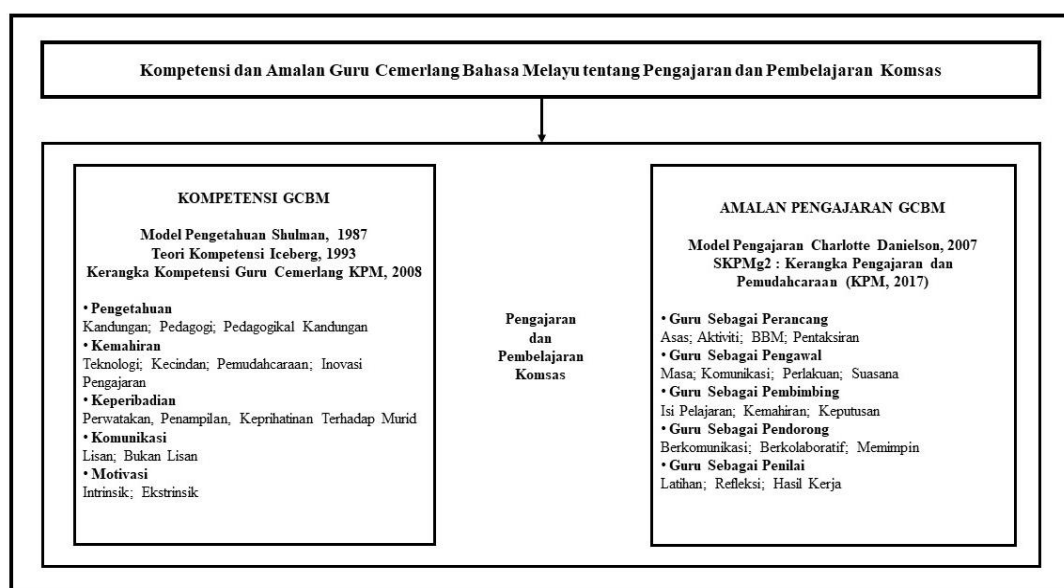 Kompetensi dan Amalan Guru Cemerlang Bahasa Melayu tentang Pengajaran dan Pembelajaran Komsas
KOMPETENSI GCBM
Model Pengetahuan Shulman, 1987
Teori Kompetensi Iceberg, 1993
Kerangka Kompetensi Guru Cemerlang KPM, 2008
• Pengetahuan
Kandungan; Pedagogi; Pedagogikal Kandungan
• Kemahiran
Teknologi; Kecindan; Pemudahcaraan; Inovasi
Pengajaran
• Keperibadian
Perwatakan, Penampilan, Keprihatinan Terhadap Murid
• Komunikasi
Lisan; Bukan Lisan
• Motivasi
Intrinsik; Ekstrinsik
Pengajaran
dan
Pembelajaran
Komsas
AMALAN PENGAJARAN GCBM
Model Pengajaran Charlotte Danielson, 2007
SKPMg2 : Kerangka Pengajaran dan
Pemudahcaraan (KPM, 2017)
• Guru Sebagai Perancang
Asas; Aktiviti; BBM; Pentaksiran
• Guru Sebagai Pengawal
Masa; Komunikasi; Perlakuan; Suasana
• Guru Sebagai Pembimbing
Isi Pelajaran; Kemahiran; Keputusan
• Guru Sebagai Pendorong
Berkomunikasi; Berkolaboratif; Memimpin
• Guru Sebagai Penilai
Latihan; Refleksi; Hasil Kerja